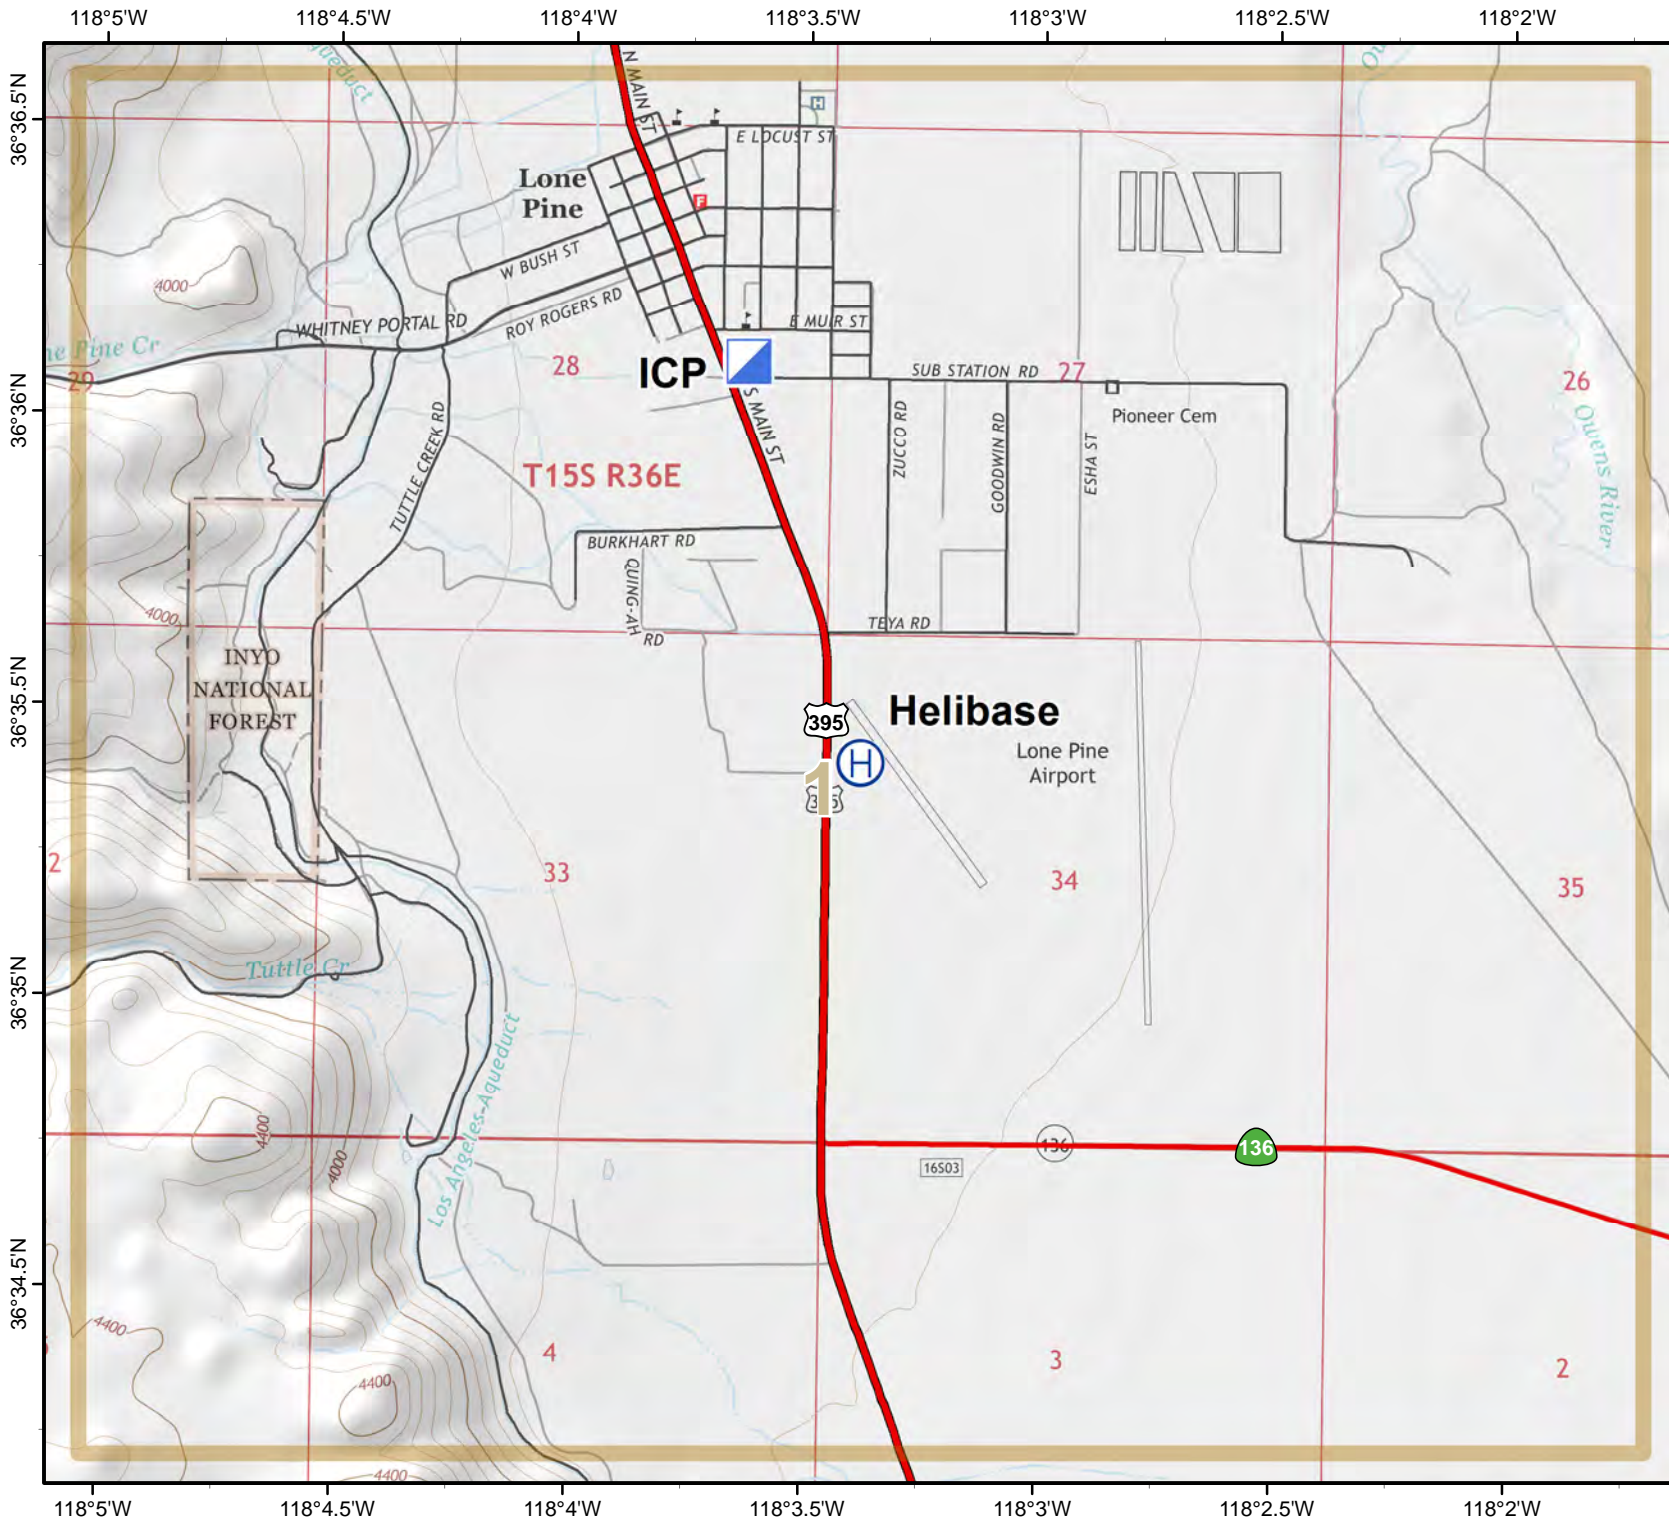 118°5'W 118°4.5'W 118°4'W 118°3.5'W 118°3'W 118°2.5'W 118°2'W
36°36.5'N
36°36'N
36°35.5'N
36°35'N
36°34.5'N
N MAIN ST
H
E LOCUST ST
Lone
Pine
F
W BUSH ST
4000
ROY ROGERS RD
WHITNEY PORTAL RD
E MUIR ST
ne Pine Cr
29
28
ICP
SUB STATION RD
27
26
Pioneer Cem
S MAIN ST
Owens River
TUTTLE CREEK RD
ZUCCO RD
GOODWIN RD
ESHA ST
T15S R36E
BURKHART RD
QUING-AH
RD
TEYA RD
4000
INYO
NATIONAL
FOREST
395
Helibase
Lone Pine
Airport
H
1
395
2
33
34
35
Tuttle Cr
Los Angeles Aqueduct
4400
4000
136
136
16S03
4400
4
3
2
4400
4400
118°5'W 118°4.5'W 118°4'W 118°3.5'W 118°3'W 118°2.5'W 118°2'W